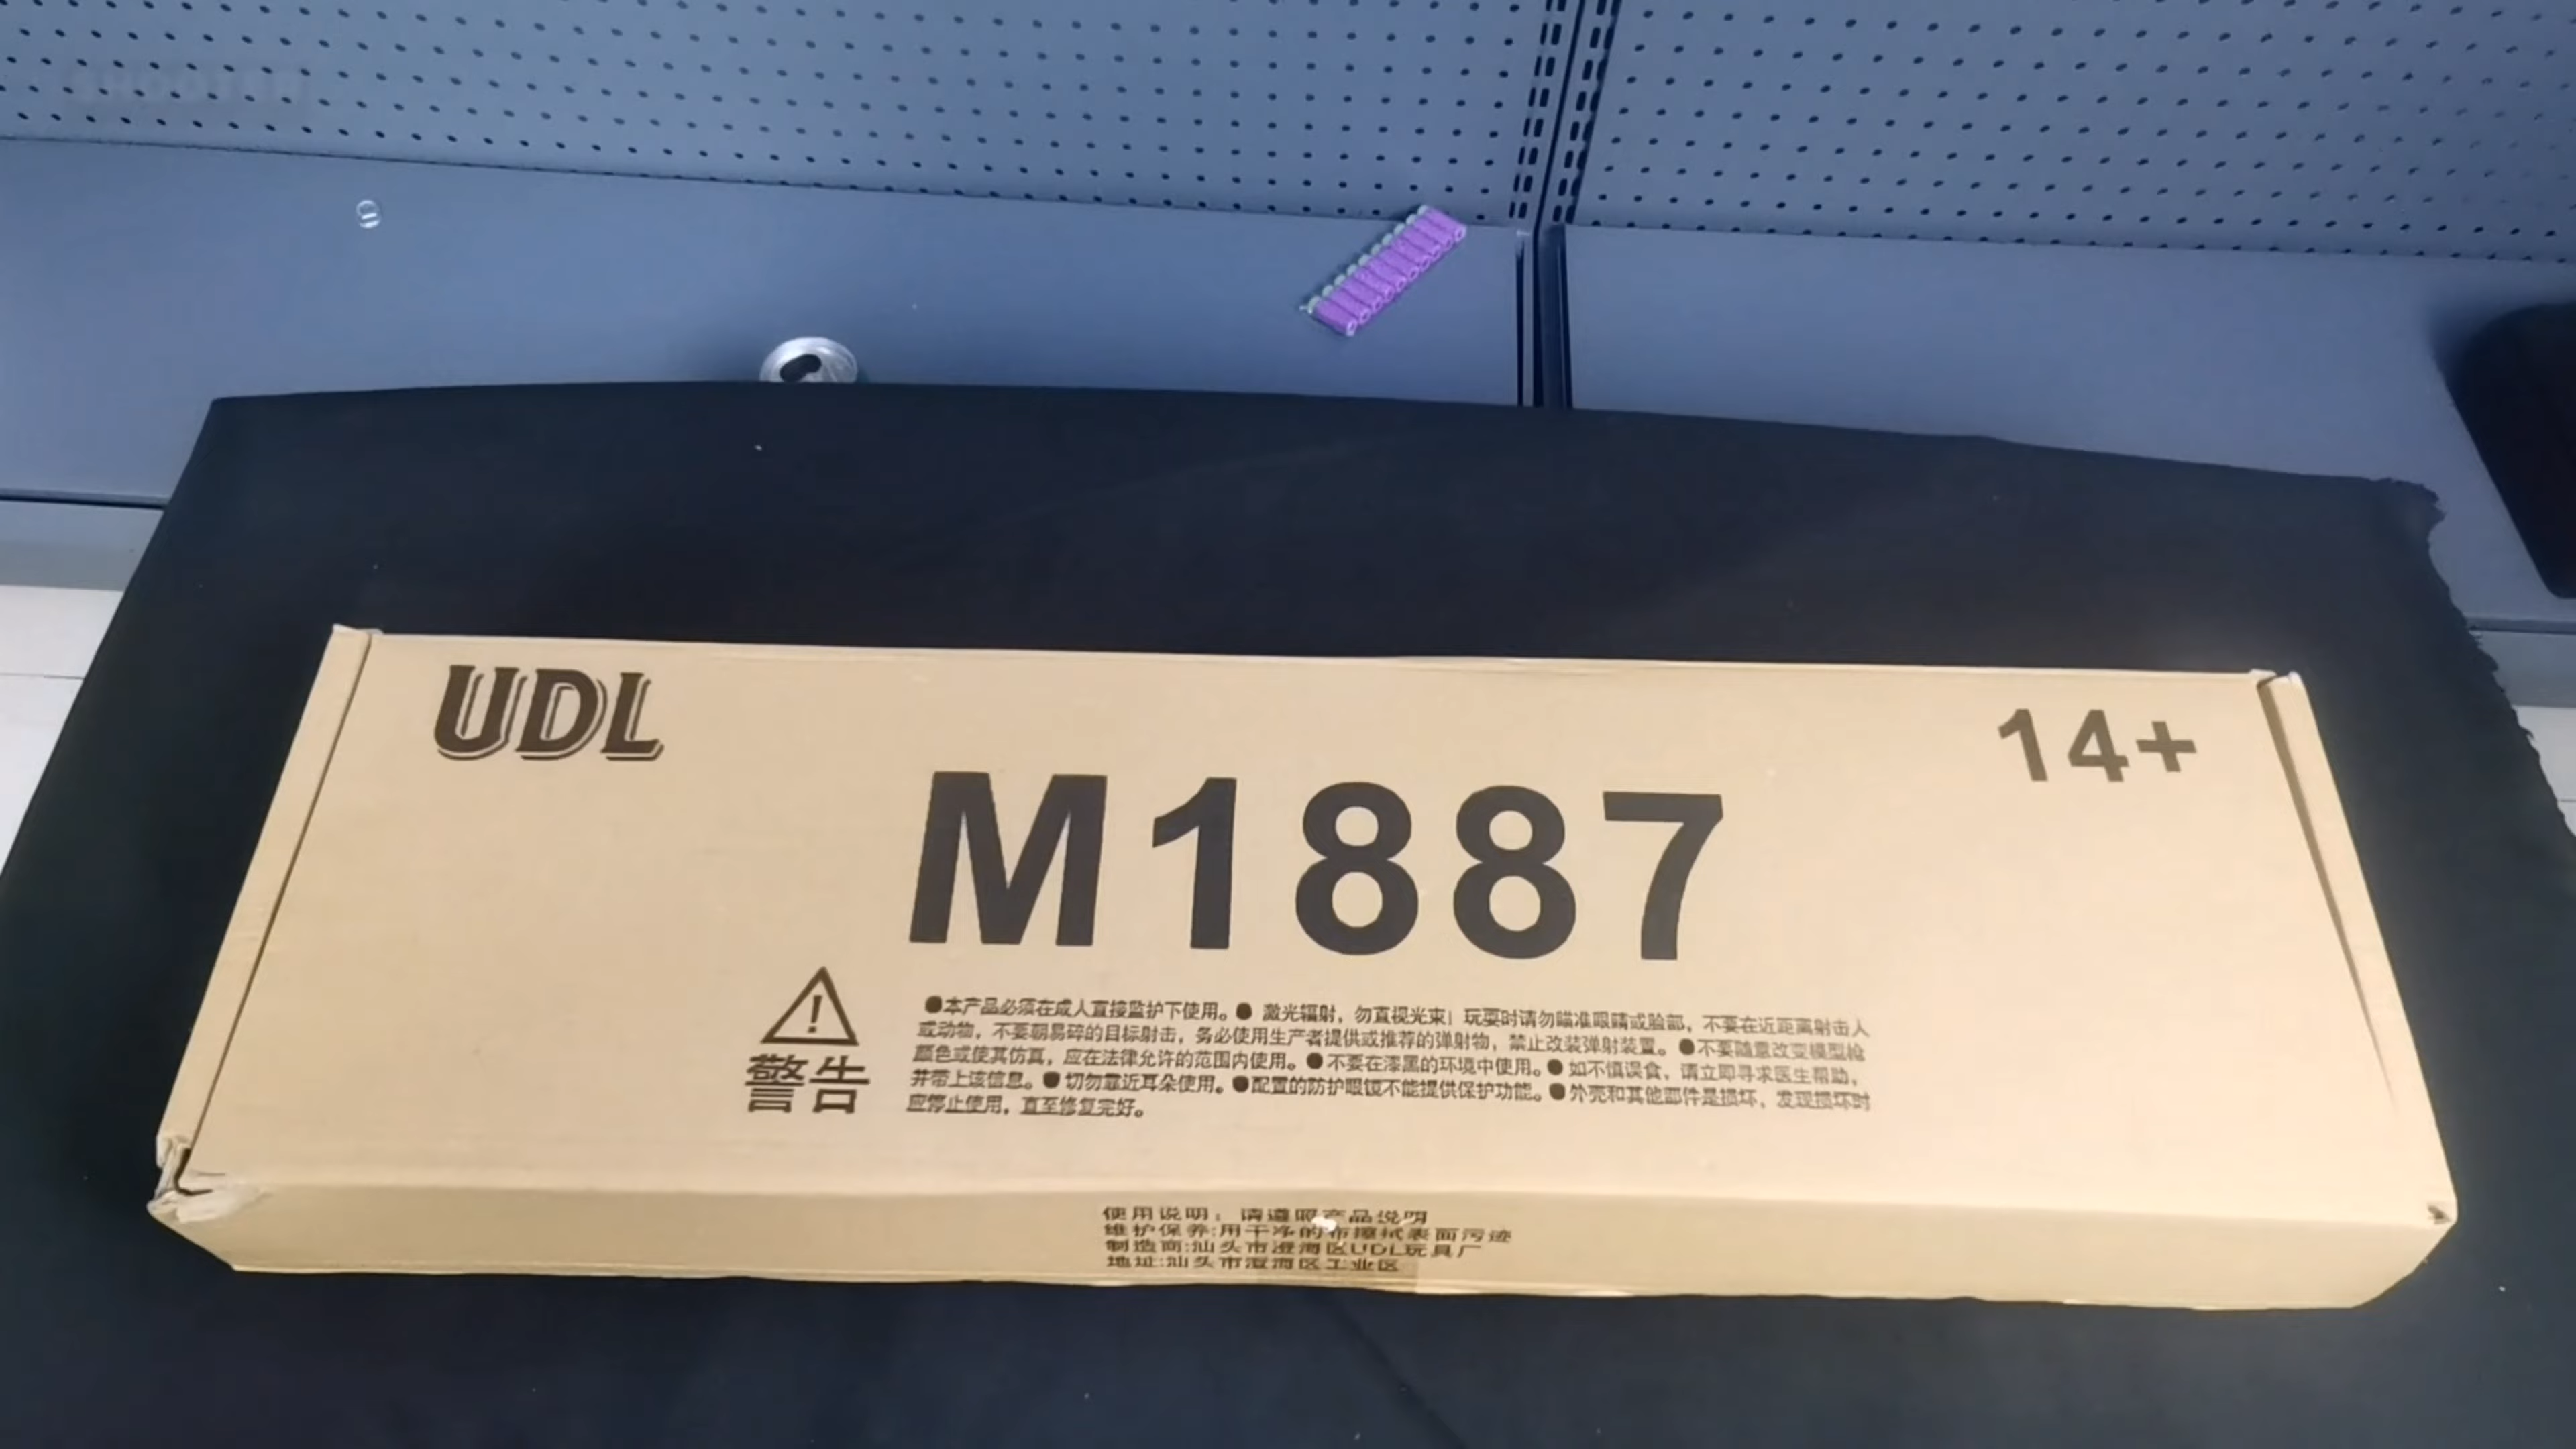 UDL
14+
M1887
●本产品必须在成人直接监护下使用。● 激光辐射，勿直视光束！玩耍时请勿瞄准眼睛或脸部，不要在近距离射击人
或动物，不要朝易碎的目标射击，务必使用生产者提供或推荐的弹射物，禁止改装弹射装置。●不要随意改变模型枪
颜色或使其仿真，应在法律允许的范围内使用。●不要在漆黑的环境中使用。●如不慎误食，请立即寻求医生帮助，
并带上该信息。●切勿靠近耳朵使用。●配置的防护眼镜不能提供保护功能。●外壳和其他部件是损坏，发现损坏时
应停止使用，直至修复完好。
警告
使用说明：请遵照产品说明
维护保养:用干净的布擦拭表面污迹
制造商:汕头市澄海区UDL玩具厂
地址:汕头市澄海区工业区